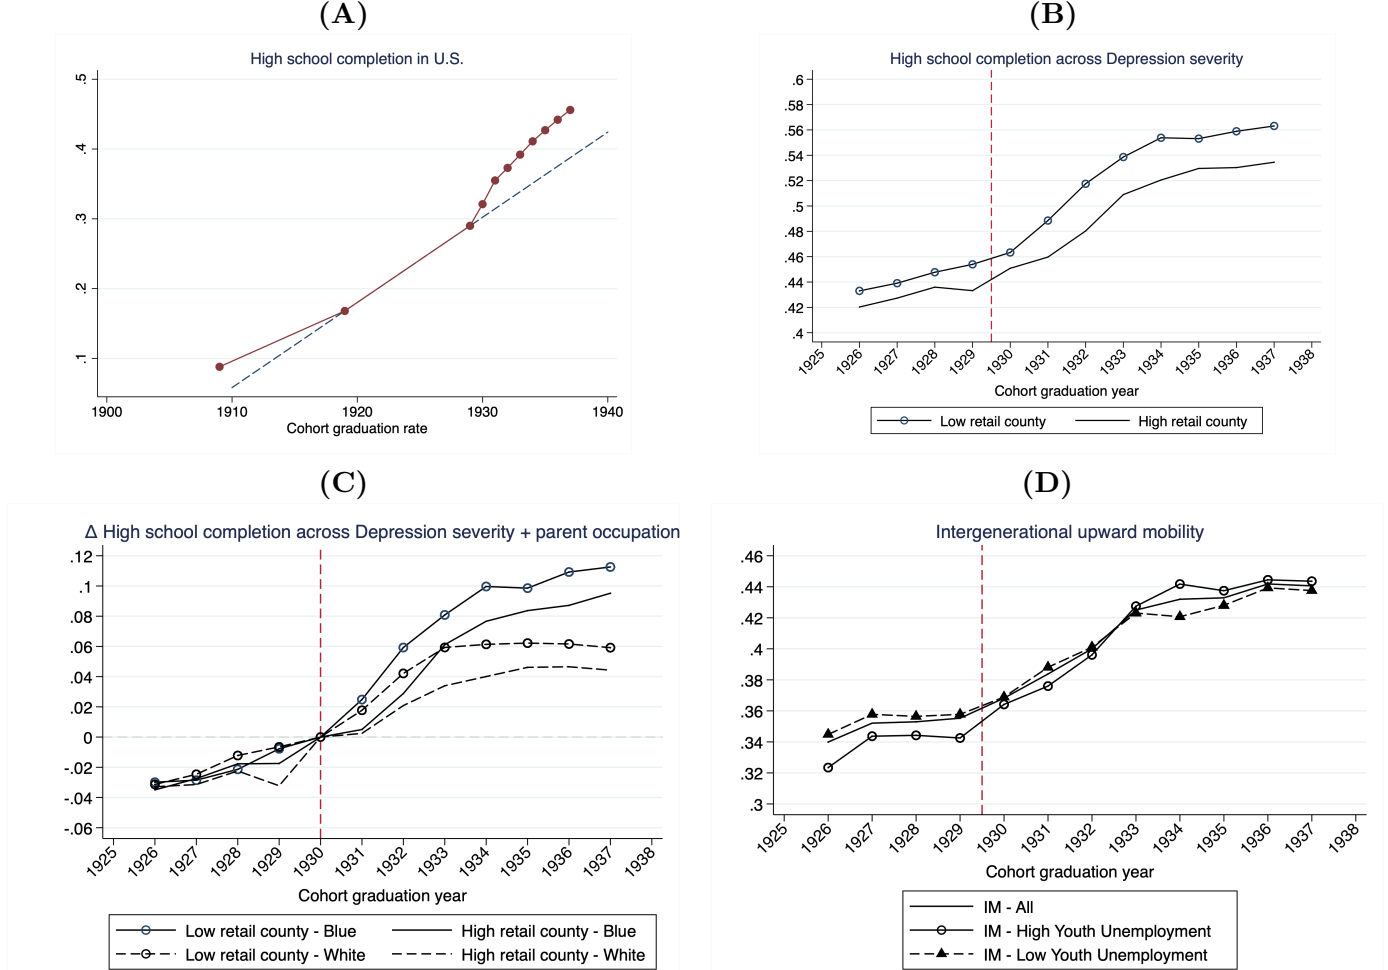 (A)
High school completion in U.S.
.5
.4
.3
.2
.1
1900 1910 1920 1930 1940
Cohort graduation rate
(B)
High school completion across Depression severity
.6
.58
.56
.54
.52
.5
.48
.46
.44
.42
.4
1925 1926 1927 1928 1929 1930 1931 1932 1933 1934 1935 1936 1937 1938
Cohort graduation year
Low retail county High retail county
(C)
Δ High school completion across Depression severity + parent occupation
.12
.1
.08
.06
.04
.02
0
-.02
-.04
-.06
1925 1926 1927 1928 1929 1930 1931 1932 1933 1934 1935 1936 1937 1938
Cohort graduation year
Low retail county - Blue High retail county - Blue
Low retail county - White High retail county - White
(D)
Intergenerational upward mobility
.46
.44
.42
.4
.38
.36
.34
.32
.3
1925 1926 1927 1928 1929 1930 1931 1932 1933 1934 1935 1936 1937 1938
Cohort graduation year
IM - All
IM - High Youth Unemployment
IM - Low Youth Unemployment